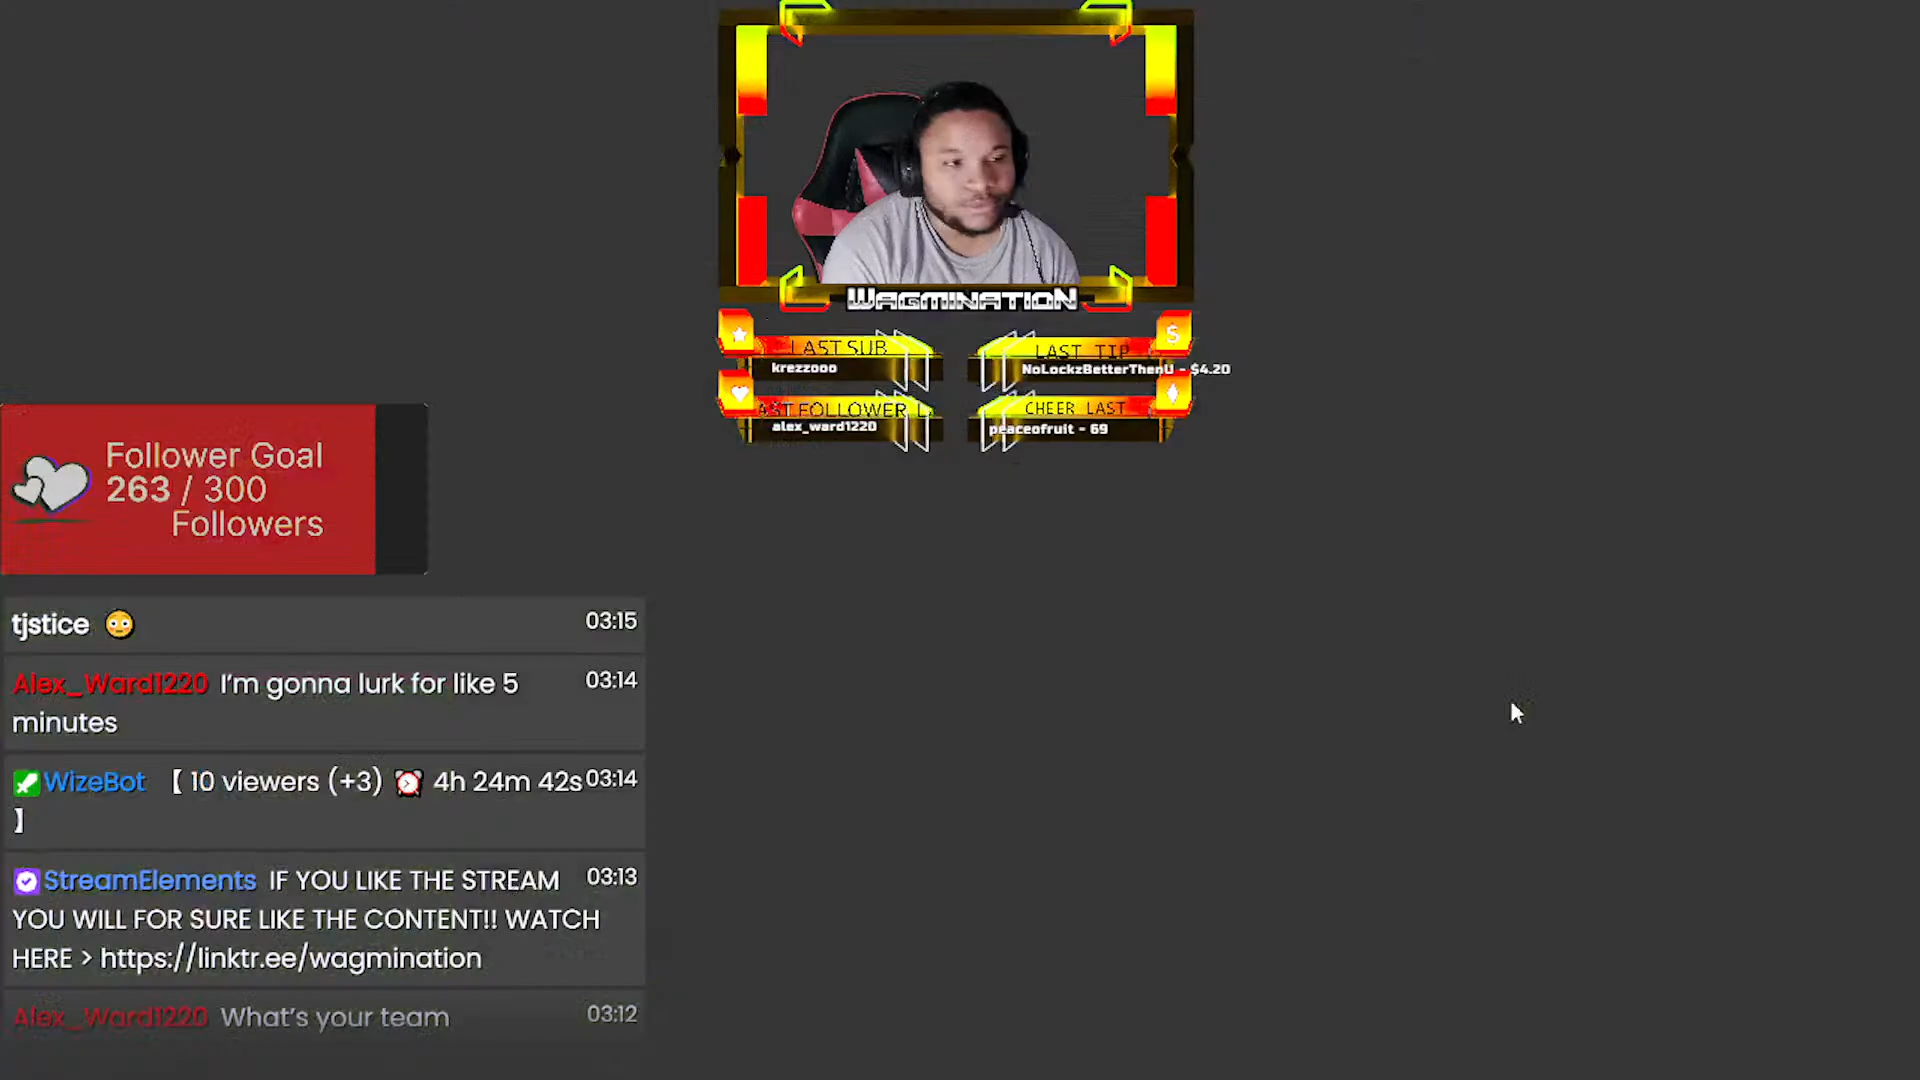 WAGMINATION
LAST SUB
krezzooo
LAST TIP
NoLockzBetterThenU - $4.20
AST FOLLOWER L
alex_ward1220
CHEER LAST
peaceofruit - 69
Follower Goal
263 / 300
Followers
tjstice 😳 03:15
Alex_Ward1220 I'm gonna lurk for like 5 03:14
minutes
WizeBot 【 10 viewers (+3) ⏰ 4h 24m 42s 03:14
】
StreamElements IF YOU LIKE THE STREAM 03:13
YOU WILL FOR SURE LIKE THE CONTENT!! WATCH
HERE > https://linktr.ee/wagmination
Alex_Ward1220 What's your team 03:12